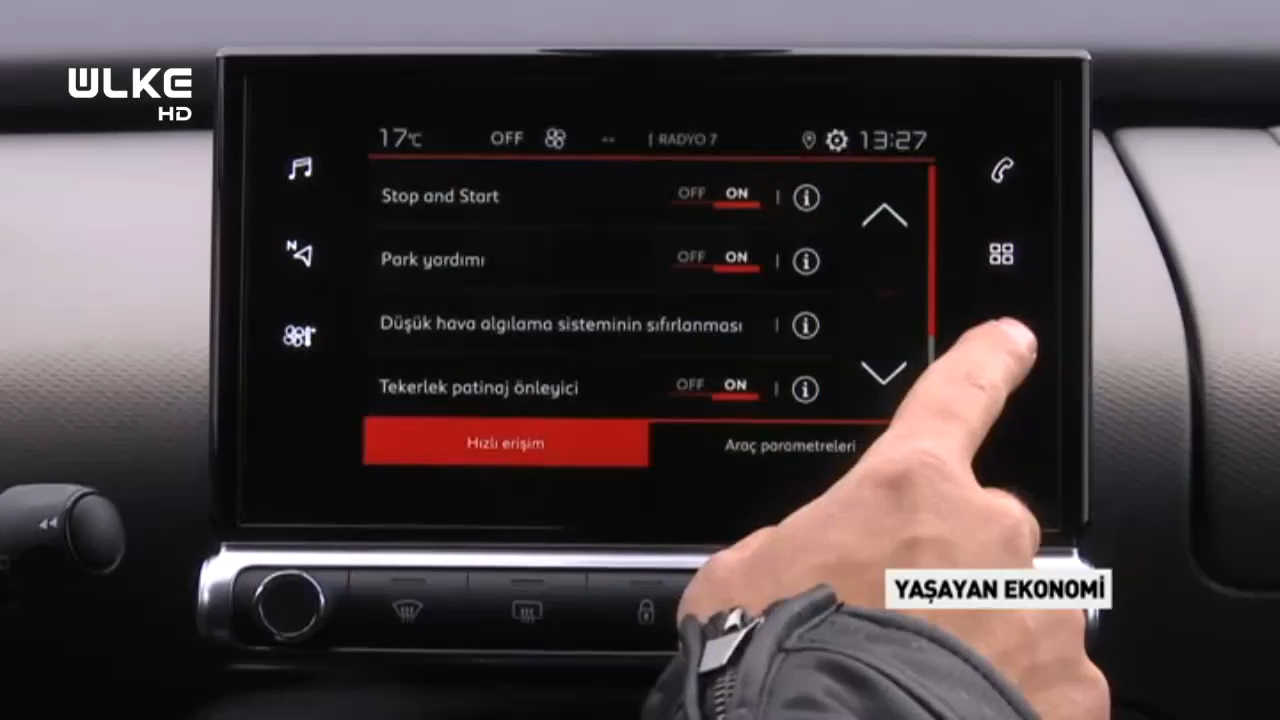 ÜLKE
HD
17°C OFF -- | RADYO 7 13:27
Stop and Start OFF ON
Park yardımı OFF ON
Düşük hava algılama sisteminin sıfırlanması
Tekerlek patinaj önleyici OFF ON
Hızlı erişim Araç parametreleri
N
YAŞAYAN EKONOMİ